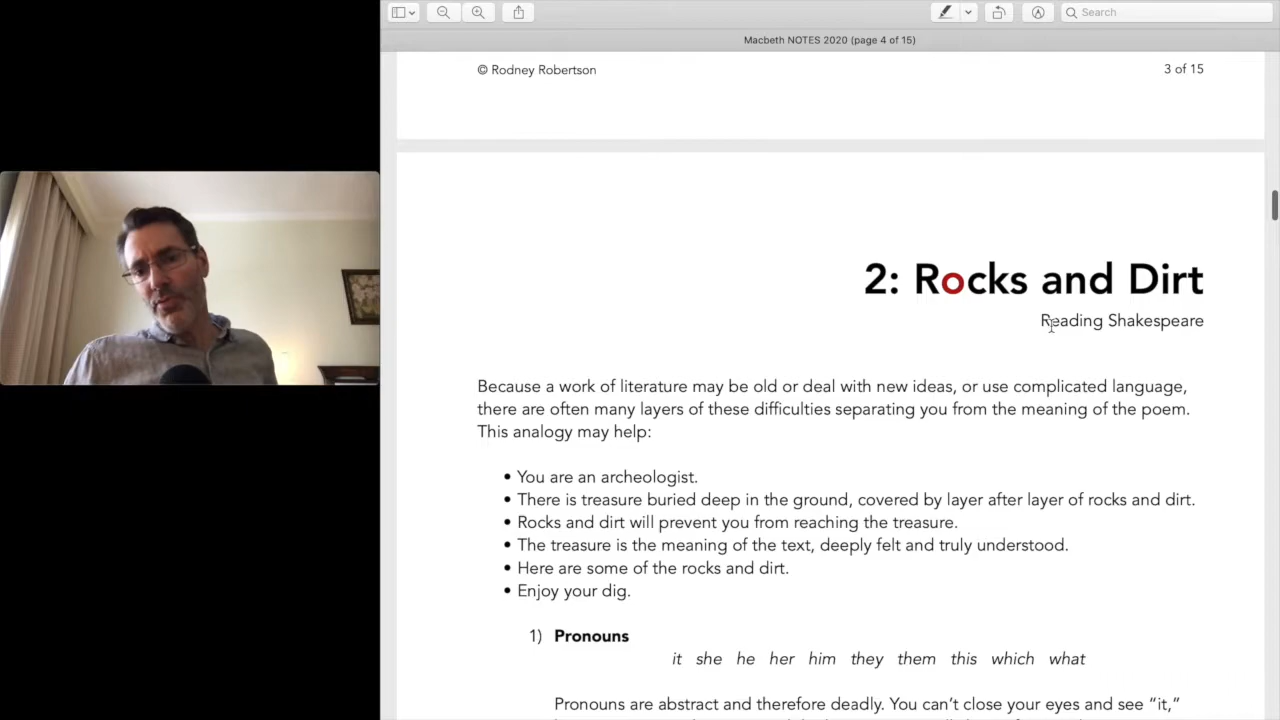 Search
Macbeth NOTES 2020 (page 4 of 15)
© Rodney Robertson
3 of 15
2: Rocks and Dirt
Reading Shakespeare
Because a work of literature may be old or deal with new ideas, or use complicated language,
there are often many layers of these difficulties separating you from the meaning of the poem.
This analogy may help:
• You are an archeologist.
• There is treasure buried deep in the ground, covered by layer after layer of rocks and dirt.
• Rocks and dirt will prevent you from reaching the treasure.
• The treasure is the meaning of the text, deeply felt and truly understood.
• Here are some of the rocks and dirt.
• Enjoy your dig.
1) Pronouns
it she he her him they them this which what
Pronouns are abstract and therefore deadly. You can't close your eyes and see “it,”